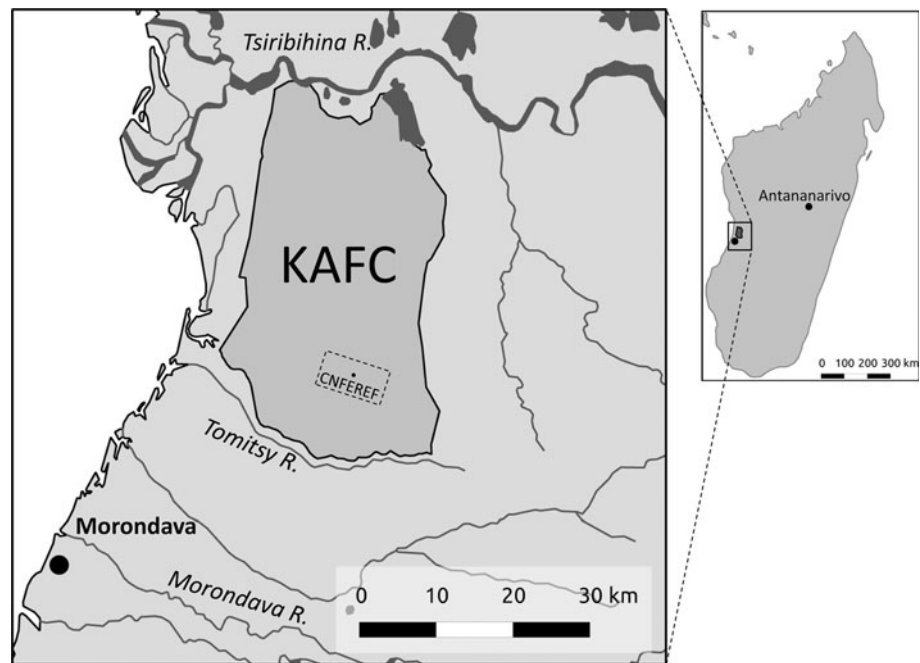 Tsiribihina R.
KAFC
CNFEREF
Tomitsy R.
Morondava
Morondava R.
0 10 20 30 km
Antananarivo
0 100 200 300 km